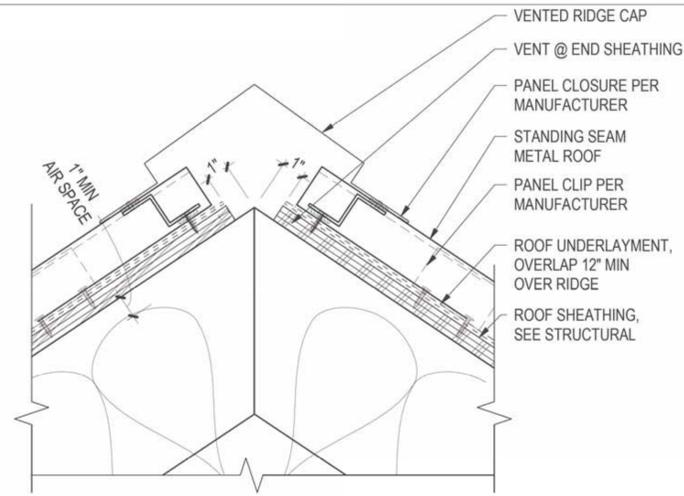 VENTED RIDGE CAP
VENT @ END SHEATHING
PANEL CLOSURE PER
MANUFACTURER
STANDING SEAM
METAL ROOF
PANEL CLIP PER
MANUFACTURER
ROOF UNDERLAYMENT,
OVERLAP 12" MIN
OVER RIDGE
ROOF SHEATHING,
SEE STRUCTURAL
1" MIN
AIR SPACE
1"
1"